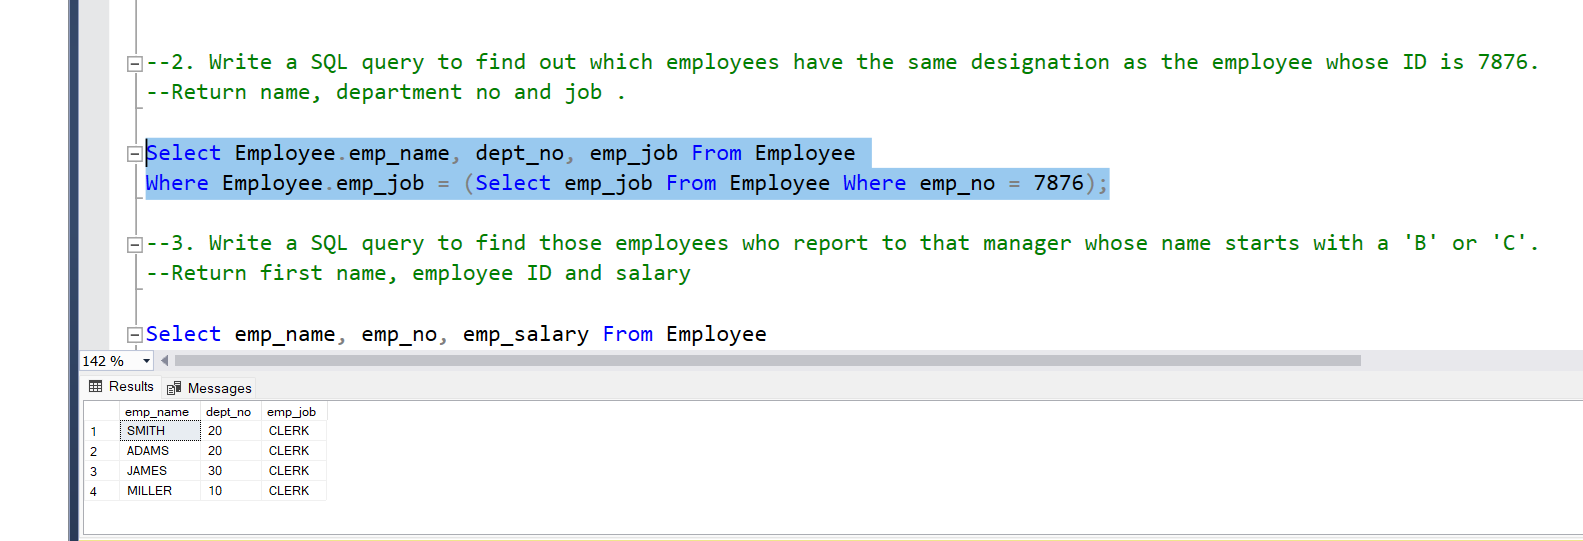 --2. Write a SQL query to find out which employees have the same designation as the employee whose ID is 7876.
--Return name, department no and job .
Select Employee.emp_name, dept_no, emp_job From Employee
Where Employee.emp_job = (Select emp_job From Employee Where emp_no = 7876);
--3. Write a SQL query to find those employees who report to that manager whose name starts with a 'B' or 'C'.
--Return first name, employee ID and salary
Select emp_name, emp_no, emp_salary From Employee
142 %
Results Messages
emp_name dept_no emp_job
1 SMITH 20 CLERK
2 ADAMS 20 CLERK
3 JAMES 30 CLERK
4 MILLER 10 CLERK